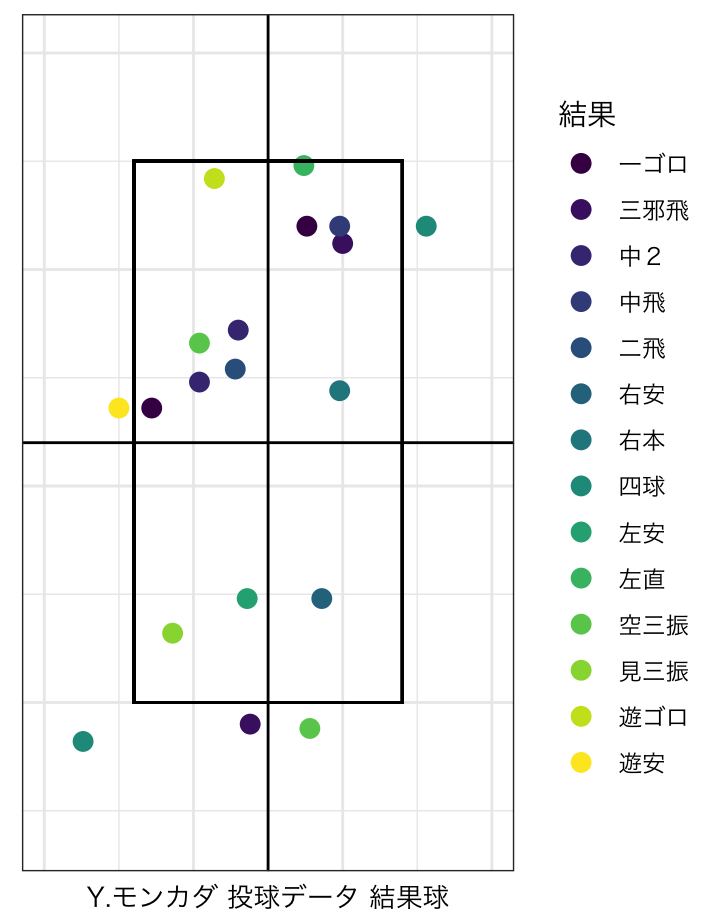 結果
一ゴロ
三邪飛
中２
中飛
二飛
右安
右本
四球
左安
左直
空三振
見三振
遊ゴロ
遊安
Y.モンカダ 投球データ 結果球